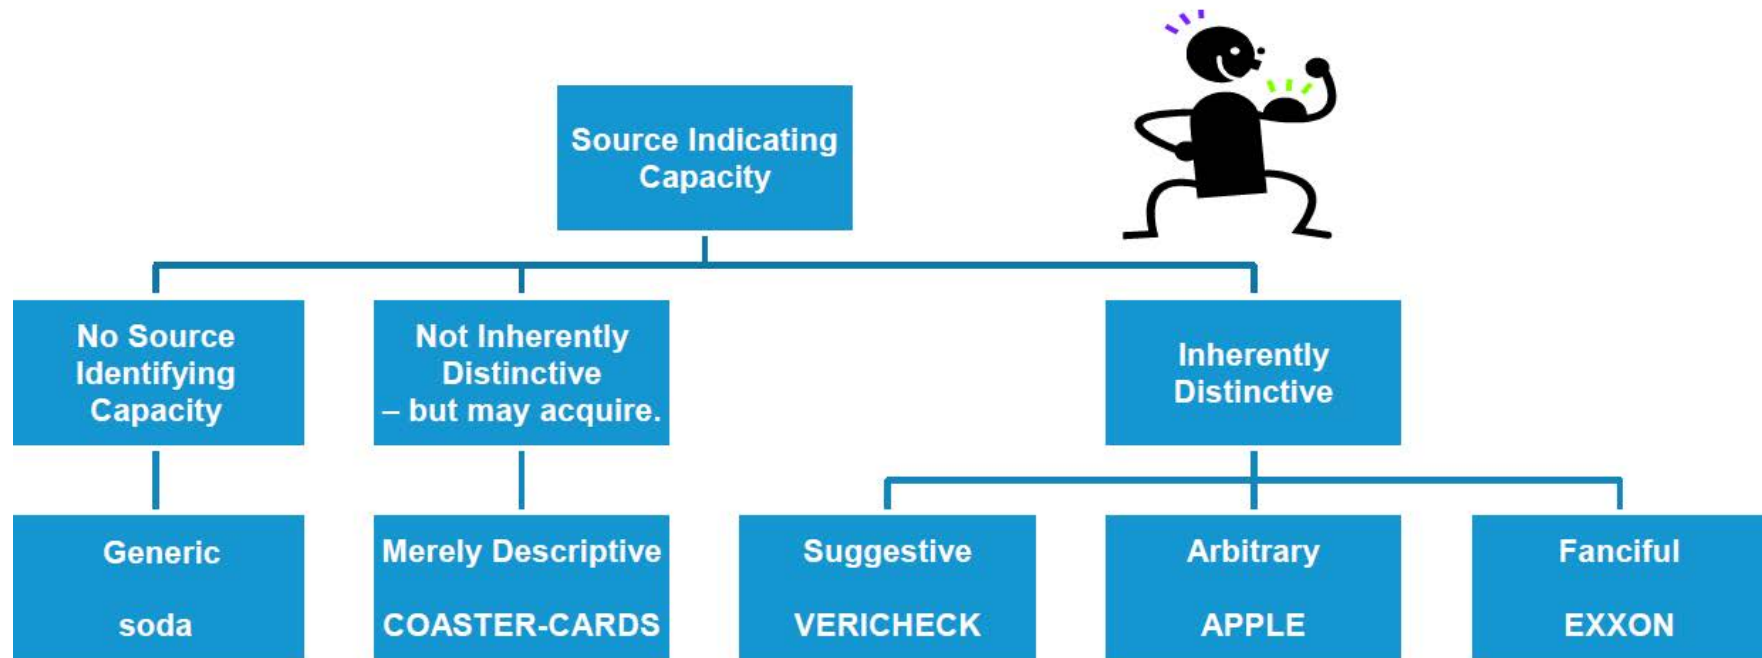 Source Indicating
Capacity
No Source
Identifying
Capacity
Not Inherently
Distinctive
– but may acquire.
Inherently
Distinctive
Generic
soda
Merely Descriptive
COASTER-CARDS
Suggestive
VERICHECK
Arbitrary
APPLE
Fanciful
EXXON